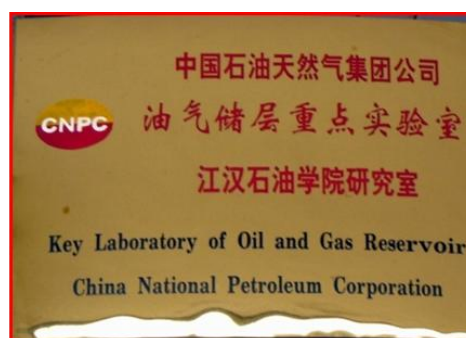 中国石油天然气集团公司
CNPC
油气储层重点实验室
江汉石油学院研究室
Key Laboratory of Oil and Gas Reservoir
China National Petroleum Corporation